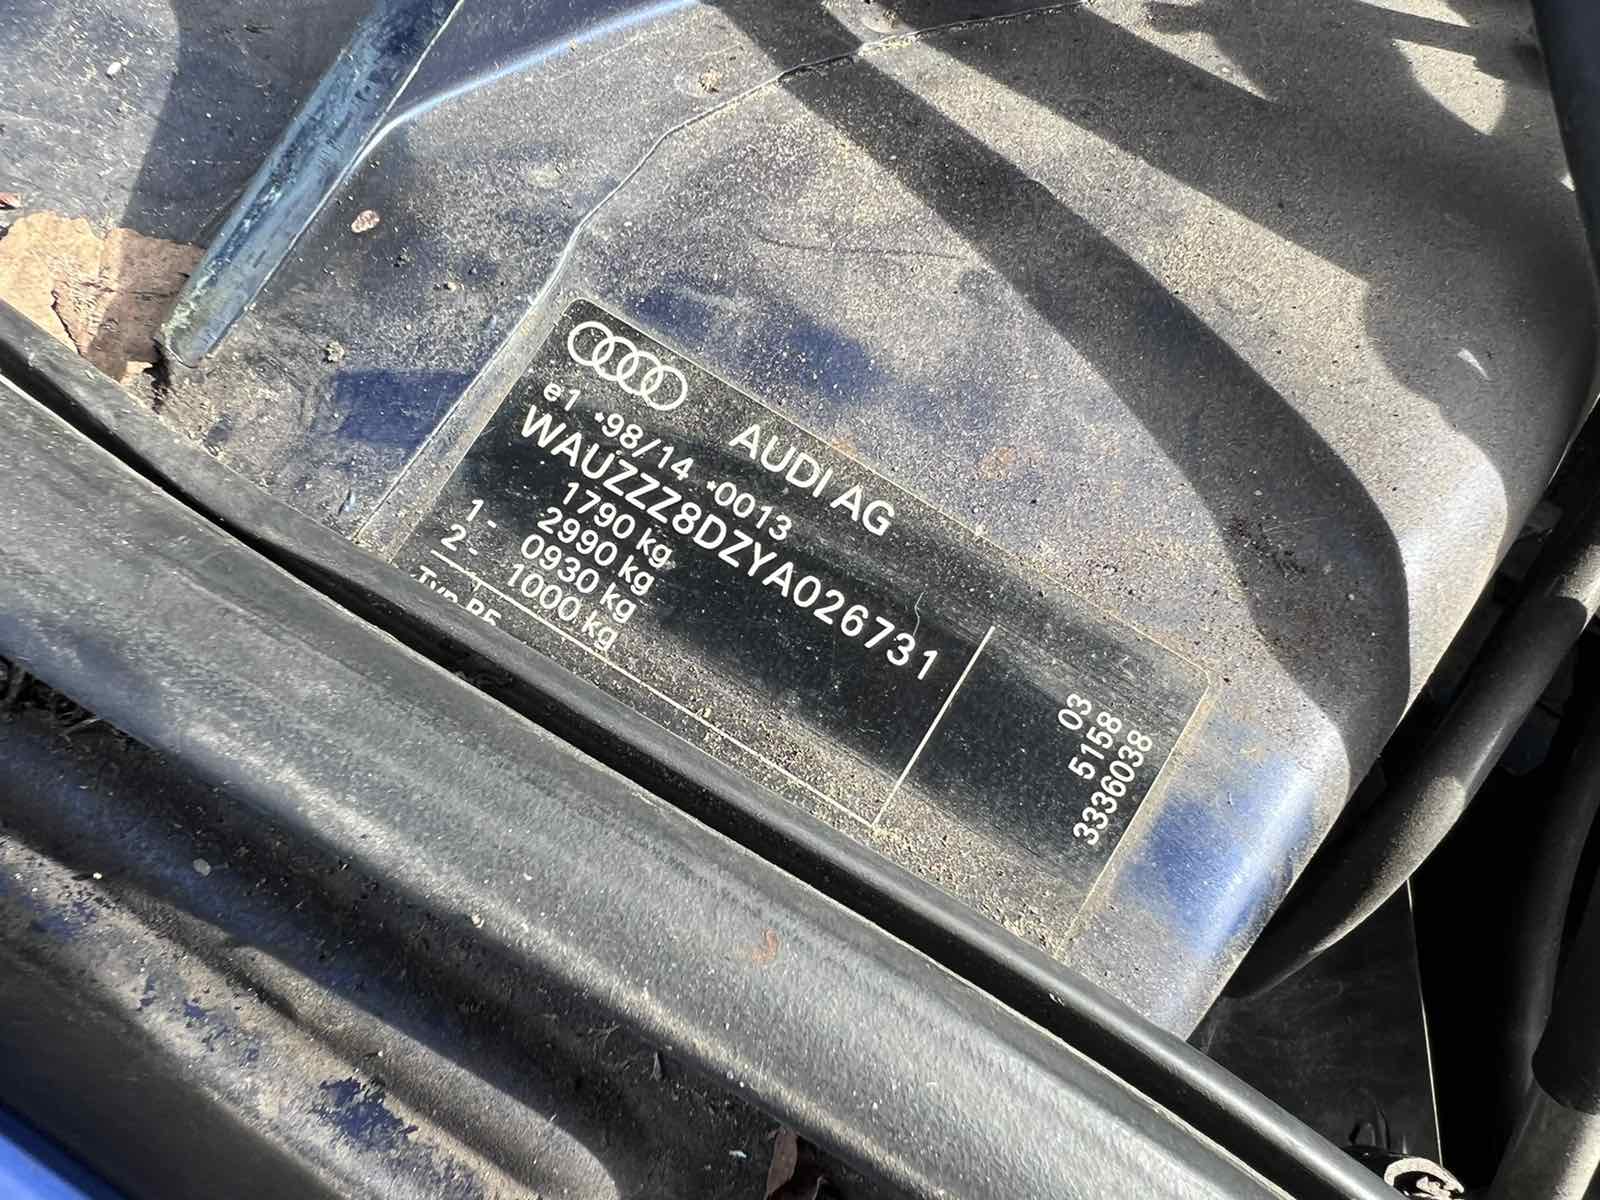 AUDI AG
e1 *98/14 *0013
WAUZZZ8DZYA026731
1790 kg
2990 kg
1- 0930 kg
2- 1000 kg
03
5158
3336038